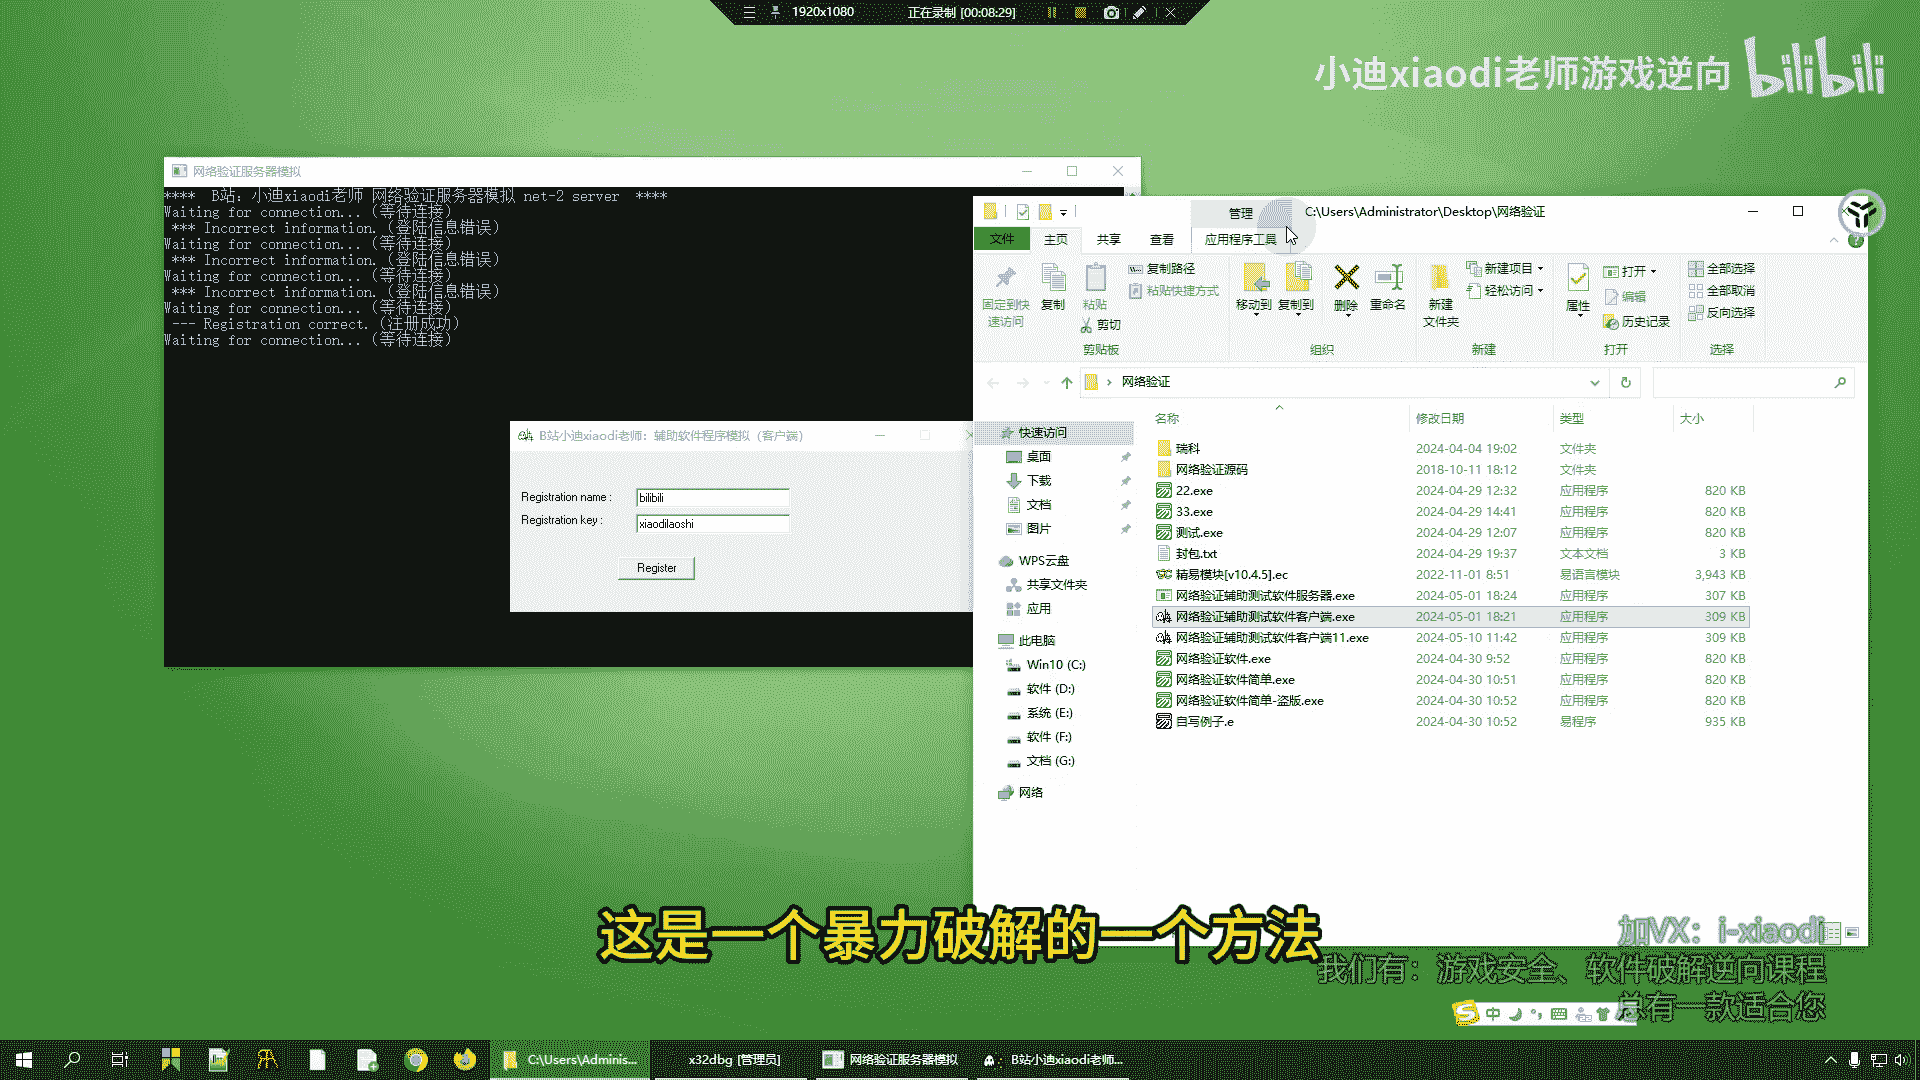 1920x1080 正在录制 [00:08:29]
小迪xiaodi老师游戏逆向 bilibili
网络验证服务器模拟
**** B站：小迪xiaodi老师 网络验证服务器模拟 net-2 server ****
Waiting for connection...（等待连接）
*** Incorrect information.（登陆信息错误）
Waiting for connection...（等待连接）
*** Incorrect information.（登陆信息错误）
Waiting for connection...（等待连接）
*** Incorrect information.（登陆信息错误）
Waiting for connection...（等待连接）
--- Registration correct.（注册成功）
Waiting for connection...（等待连接）
B站小迪xiaodi老师：辅助软件程序模拟（客户端）
Registration name : bilibili
Registration key : xiaodilaoshi
Register
管理 C:\Users\Administrator\Desktop\网络验证
文件 主页 共享 查看 应用程序工具
固定到快速访问
复制
粘贴
复制路径
粘贴快捷方式
剪切
剪贴板
移动到 复制到 删除 重命名
组织
新建文件夹
新建项目
轻松访问
新建
属性
打开
编辑
历史记录
打开
全部选择
全部取消
反向选择
选择
网络验证
快速访问
桌面
下载
文档
图片
WPS云盘
共享文件夹
应用
此电脑
Win10 (C:)
软件 (D:)
系统 (E:)
软件 (F:)
文档 (G:)
网络
名称 修改日期 类型 大小
瑞科 2024-04-04 19:02 文件夹
网络验证源码 2018-10-11 18:12 文件夹
22.exe 2024-04-29 12:32 应用程序 820 KB
33.exe 2024-04-29 14:41 应用程序 820 KB
测试.exe 2024-04-29 12:07 应用程序 820 KB
封包.txt 2024-04-29 19:37 文本文档 3 KB
精易模块[v10.4.5].ec 2022-11-01 8:51 易语言模块 3,943 KB
网络验证辅助测试软件服务器.exe 2024-05-01 18:24 应用程序 307 KB
网络验证辅助测试软件客户端.exe 2024-05-01 18:21 应用程序 309 KB
网络验证辅助测试软件客户端11.exe 2024-05-10 11:42 应用程序 309 KB
网络验证软件.exe 2024-04-30 9:52 应用程序 820 KB
网络验证软件简单.exe 2024-04-30 10:51 应用程序 820 KB
网络验证软件简单-盗版.exe 2024-04-30 10:52 应用程序 820 KB
自写例子.e 2024-04-30 10:52 易程序 935 KB
这是一个暴力破解的一个方法
加VX：i-xiaodi
我们有：游戏安全、软件破解逆向课程
总有一款适合您
中
C:\Users\Adminis... x32dbg [管理员] 网络验证服务器模拟 B站小迪xiaodi老师...